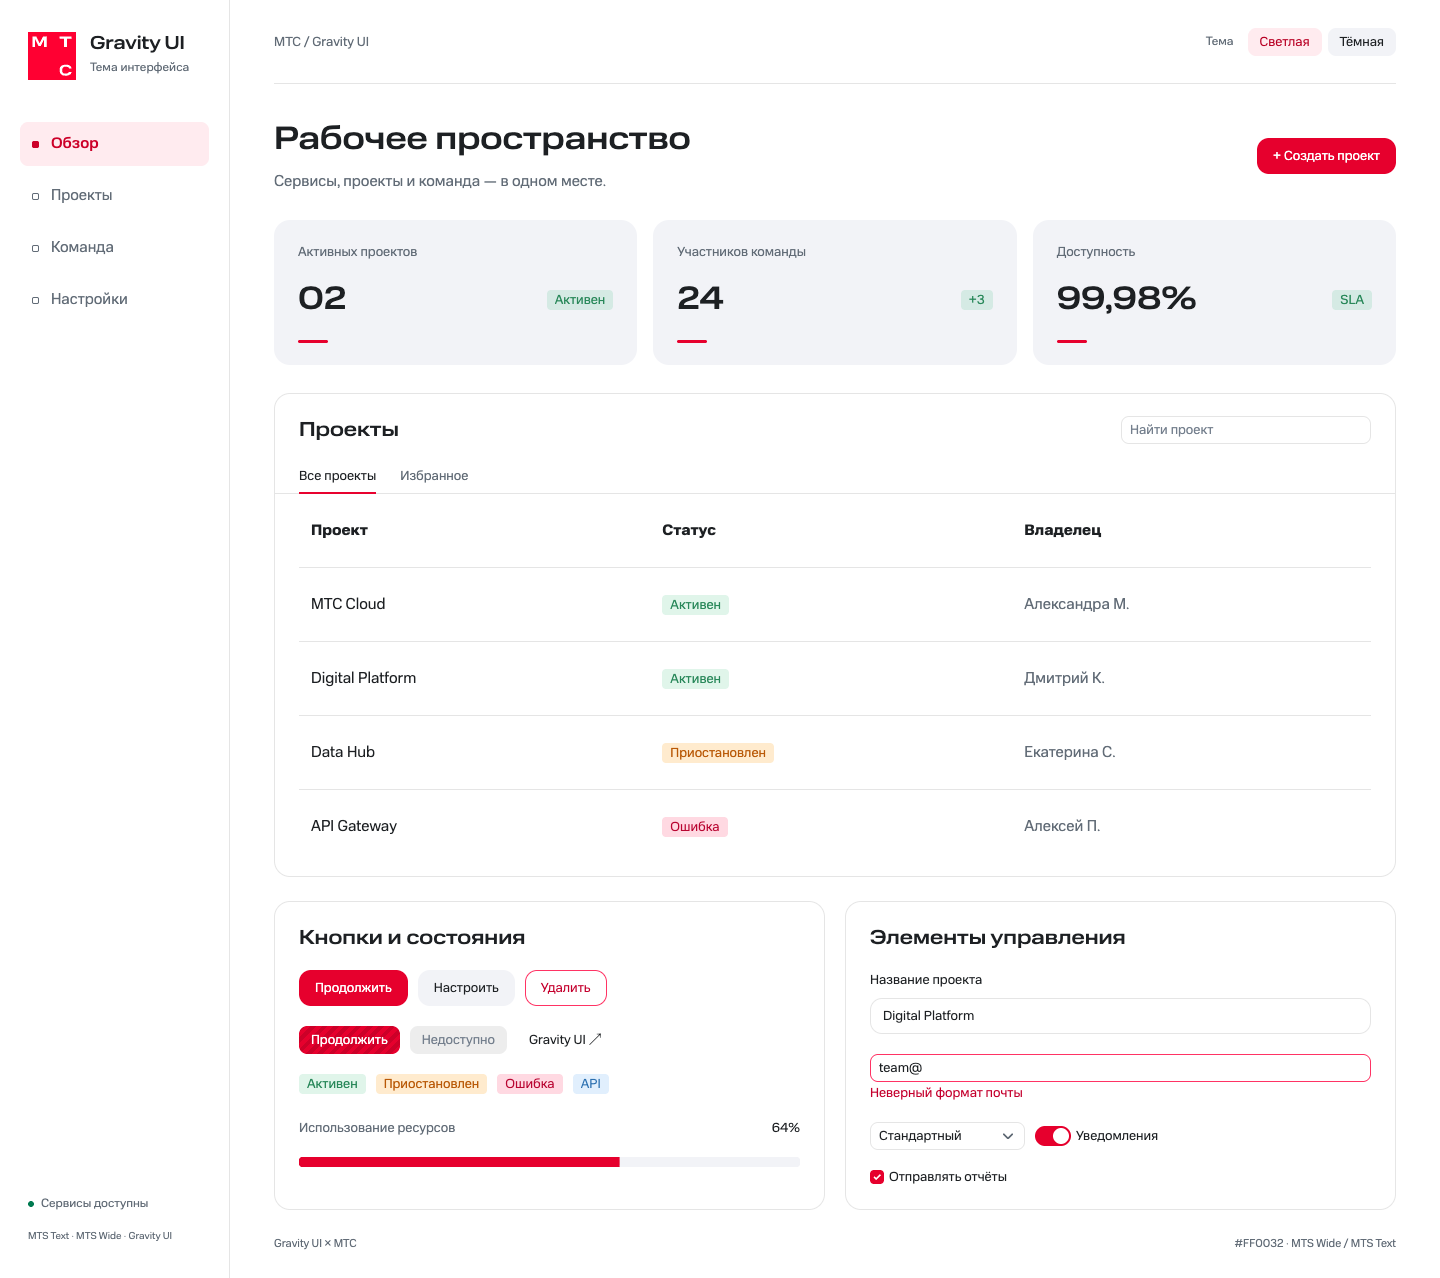 МТС
Gravity UI
Тема интерфейса
Обзор
Проекты
Команда
Настройки
Сервисы доступны
MTS Text · MTS Wide · Gravity UI
МТС / Gravity UI
Тема
Светлая
Тёмная
Рабочее пространство
Сервисы, проекты и команда — в одном месте.
+ Создать проект
Активных проектов
02
Активен
Участников команды
24
+3
Доступность
99,98%
SLA
Проекты
Найти проект
Все проекты
Избранное
Проект Статус Владелец
МТС Cloud Активен Александра М.
Digital Platform Активен Дмитрий К.
Data Hub Приостановлен Екатерина С.
API Gateway Ошибка Алексей П.
Кнопки и состояния
Продолжить Настроить Удалить
Продолжить Недоступно Gravity UI ↗
Активен Приостановлен Ошибка API
Использование ресурсов 64%
Элементы управления
Название проекта
Digital Platform
team@
Неверный формат почты
Стандартный Уведомления
Отправлять отчёты
Gravity UI × МТС
#FF0032 · MTS Wide / MTS Text